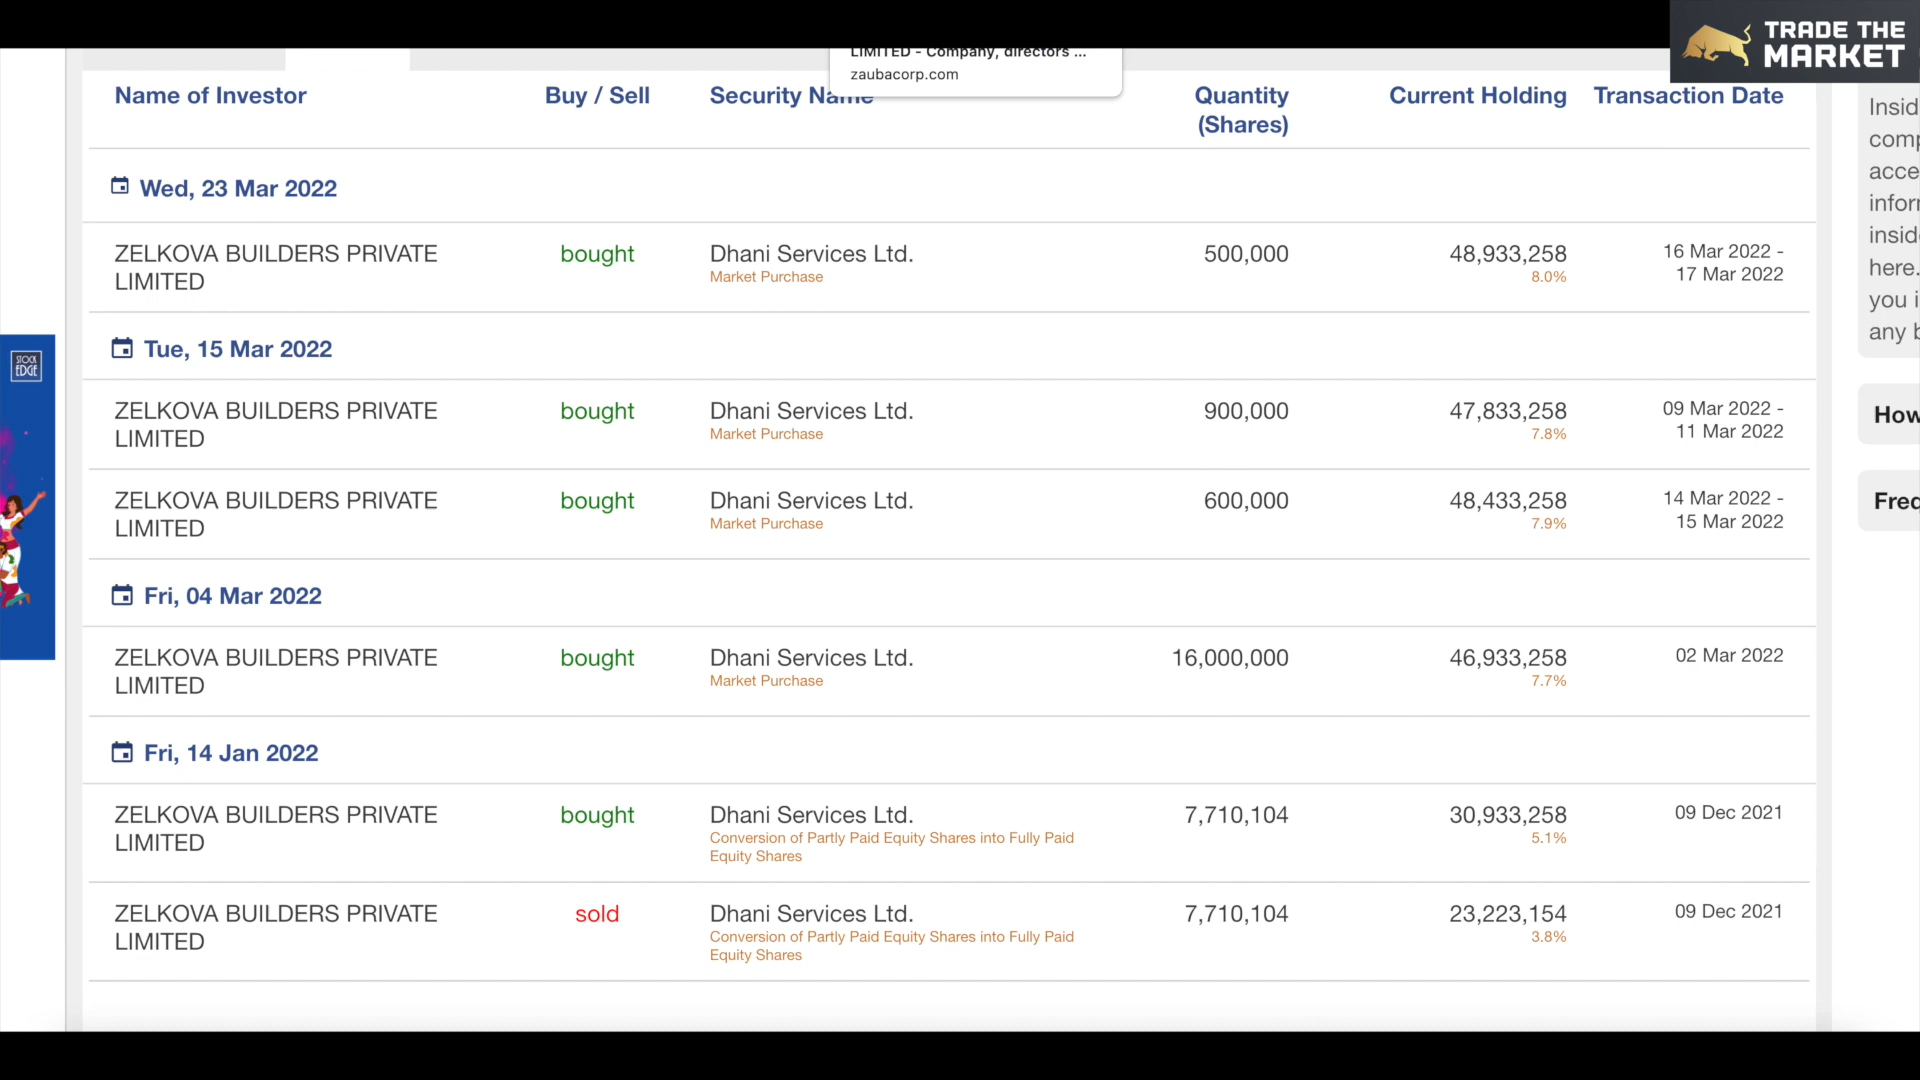 TRADE THE
MARKET
LIMITED - Company, directors ...
zaubacorp.com
Name of Investor Buy / Sell Security Name Quantity (Shares) Current Holding Transaction Date
Wed, 23 Mar 2022
ZELKOVA BUILDERS PRIVATE LIMITED bought Dhani Services Ltd. 500,000 48,933,258 16 Mar 2022 - 17 Mar 2022
Market Purchase 8.0%
Tue, 15 Mar 2022
ZELKOVA BUILDERS PRIVATE LIMITED bought Dhani Services Ltd. 900,000 47,833,258 09 Mar 2022 - 11 Mar 2022
Market Purchase 7.8%
ZELKOVA BUILDERS PRIVATE LIMITED bought Dhani Services Ltd. 600,000 48,433,258 14 Mar 2022 - 15 Mar 2022
Market Purchase 7.9%
Fri, 04 Mar 2022
ZELKOVA BUILDERS PRIVATE LIMITED bought Dhani Services Ltd. 16,000,000 46,933,258 02 Mar 2022
Market Purchase 7.7%
Fri, 14 Jan 2022
ZELKOVA BUILDERS PRIVATE LIMITED bought Dhani Services Ltd. 7,710,104 30,933,258 09 Dec 2021
Conversion of Partly Paid Equity Shares into Fully Paid 5.1%
Equity Shares
ZELKOVA BUILDERS PRIVATE LIMITED sold Dhani Services Ltd. 7,710,104 23,223,154 09 Dec 2021
Conversion of Partly Paid Equity Shares into Fully Paid 3.8%
Equity Shares
STOCK
EDGE
Insid
comp
acce
inforr
insid
here.
you i
any b
How
Freq